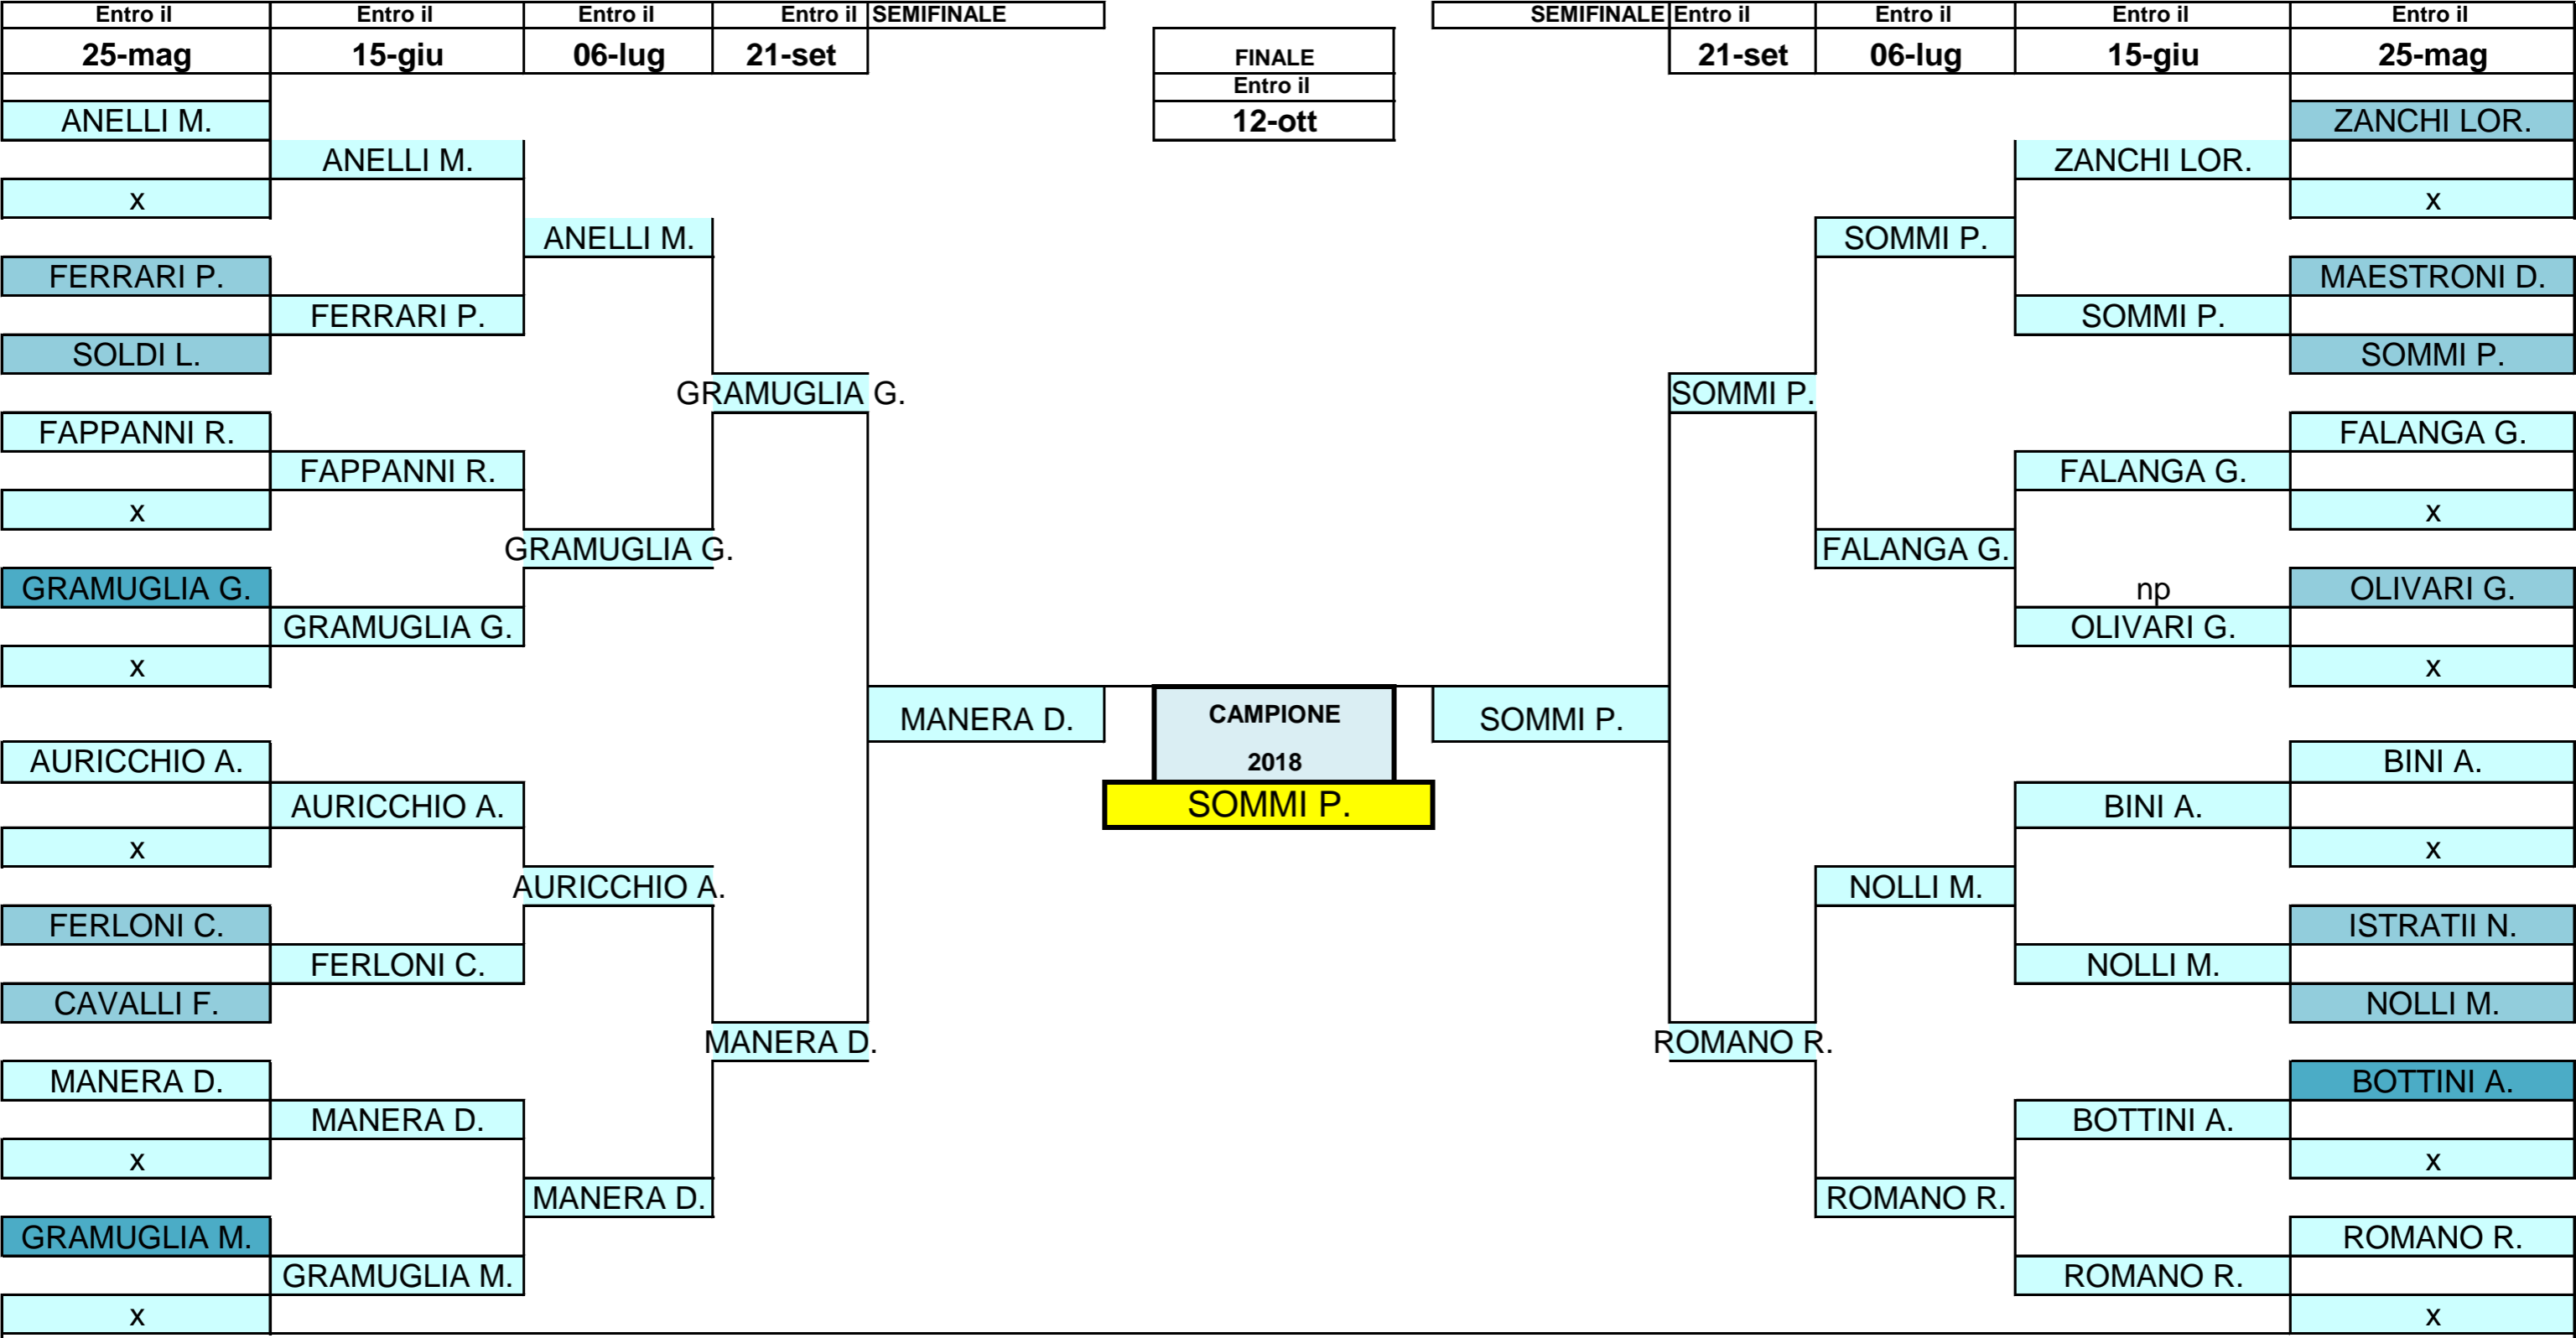 Entro il Entro il Entro il Entro il SEMIFINALE SEMIFINALE Entro il Entro il Entro il Entro il
25-mag 15-giu 06-lug 21-set FINALE 21-set 06-lug 15-giu 25-mag
Entro il
ANELLI M. 12-ott ZANCHI LOR.
ANELLI M. ZANCHI LOR.
x x
ANELLI M. SOMMI P.
FERRARI P. MAESTRONI D.
FERRARI P. SOMMI P.
SOLDI L. SOMMI P.
GRAMUGLIA G. SOMMI P.
FAPPANNI R. FALANGA G.
FAPPANNI R. FALANGA G.
x x
GRAMUGLIA G. FALANGA G.
GRAMUGLIA G. np OLIVARI G.
GRAMUGLIA G. OLIVARI G.
x x
MANERA D. CAMPIONE SOMMI P.
2018
AURICCHIO A. BINI A.
AURICCHIO A. SOMMI P. BINI A.
x x
AURICCHIO A. NOLLI M.
FERLONI C. ISTRATII N.
FERLONI C. NOLLI M.
CAVALLI F. NOLLI M.
MANERA D. ROMANO R.
MANERA D. BOTTINI A.
MANERA D. BOTTINI A.
x x
MANERA D. ROMANO R.
GRAMUGLIA M. ROMANO R.
GRAMUGLIA M. ROMANO R.
x x